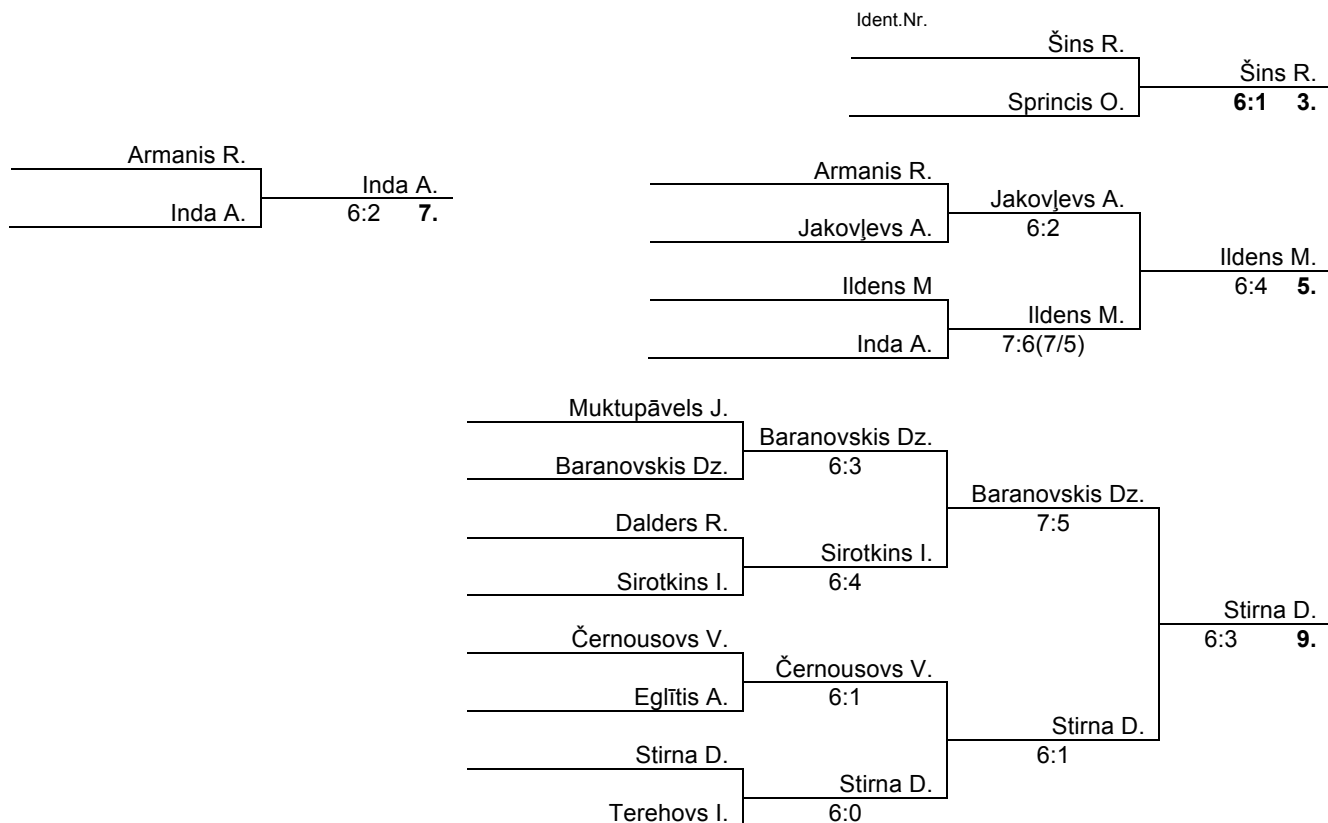 Ident.Nr.
Šins R.
Šins R.
Sprincis O.
6:1 3.
Armanis R.
Inda A.
Inda A.
6:2 7.
Armanis R.
Jakovļevs A.
Jakovļevs A.
6:2
Ildens M.
6:4 5.
Ildens M
Ildens M.
Inda A.
7:6(7/5)
Muktupāvels J.
Baranovskis Dz.
Baranovskis Dz.
6:3
Baranovskis Dz.
7:5
Dalders R.
Sirotkins I.
Sirotkins I.
6:4
Stirna D.
6:3 9.
Černousovs V.
Černousovs V.
Eglītis A.
6:1
Stirna D.
6:1
Stirna D.
Stirna D.
Terehovs I.
6:0